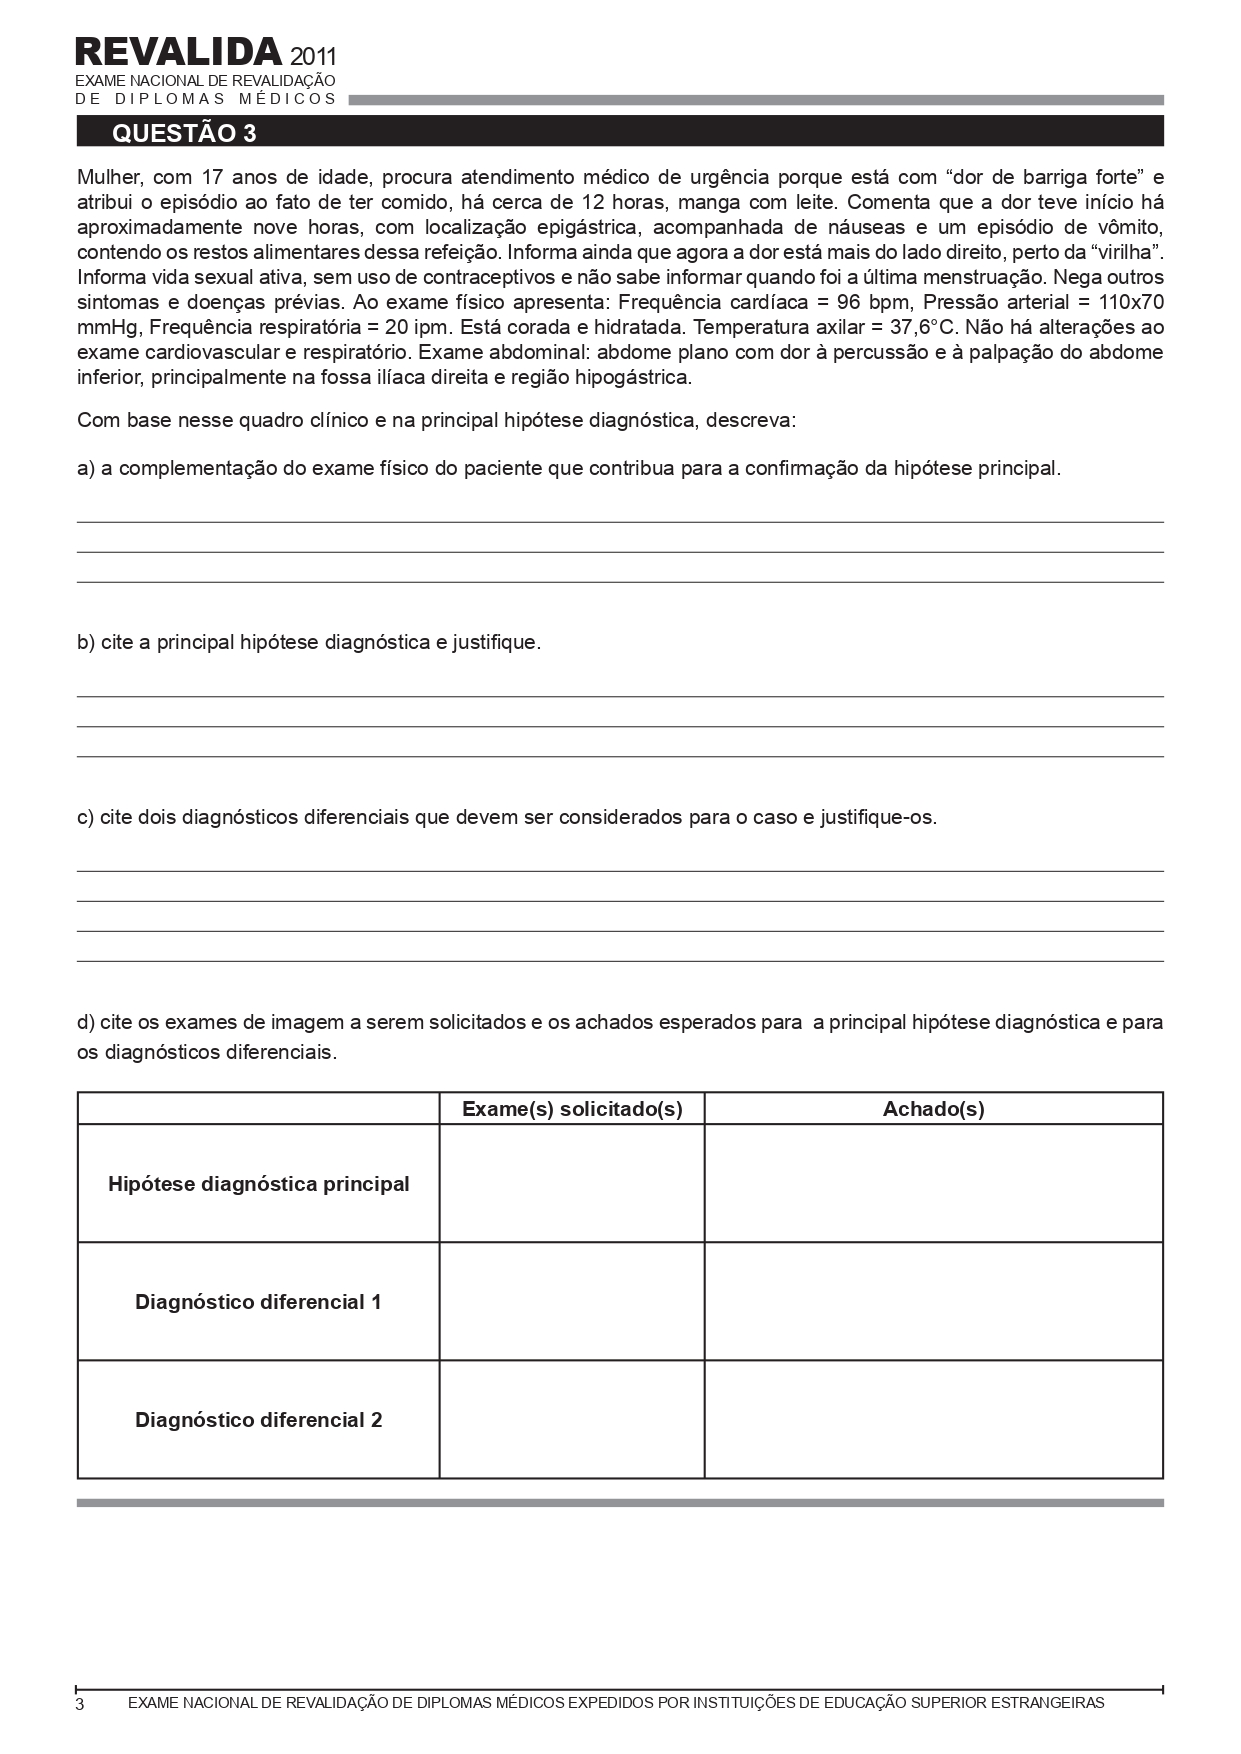 REVALIDA 2011
EXAME NACIONAL DE REVALIDAÇÃO
DE DIPLOMAS MÉDICOS
QUESTÃO 3
Mulher, com 17 anos de idade, procura atendimento médico de urgência porque está com “dor de barriga forte” e
atribui o episódio ao fato de ter comido, há cerca de 12 horas, manga com leite. Comenta que a dor teve início há
aproximadamente nove horas, com localização epigástrica, acompanhada de náuseas e um episódio de vômito,
contendo os restos alimentares dessa refeição. Informa ainda que agora a dor está mais do lado direito, perto da “virilha”.
Informa vida sexual ativa, sem uso de contraceptivos e não sabe informar quando foi a última menstruação. Nega outros
sintomas e doenças prévias. Ao exame físico apresenta: Frequência cardíaca = 96 bpm, Pressão arterial = 110x70
mmHg, Frequência respiratória = 20 ipm. Está corada e hidratada. Temperatura axilar = 37,6°C. Não há alterações ao
exame cardiovascular e respiratório. Exame abdominal: abdome plano com dor à percussão e à palpação do abdome
inferior, principalmente na fossa ilíaca direita e região hipogástrica.
Com base nesse quadro clínico e na principal hipótese diagnóstica, descreva:
a) a complementação do exame físico do paciente que contribua para a confirmação da hipótese principal.
b) cite a principal hipótese diagnóstica e justifique.
c) cite dois diagnósticos diferenciais que devem ser considerados para o caso e justifique-os.
d) cite os exames de imagem a serem solicitados e os achados esperados para a principal hipótese diagnóstica e para
os diagnósticos diferenciais.
Exame(s) solicitado(s) Achado(s)
Hipótese diagnóstica principal
Diagnóstico diferencial 1
Diagnóstico diferencial 2
3 EXAME NACIONAL DE REVALIDAÇÃO DE DIPLOMAS MÉDICOS EXPEDIDOS POR INSTITUIÇÕES DE EDUCAÇÃO SUPERIOR ESTRANGEIRAS